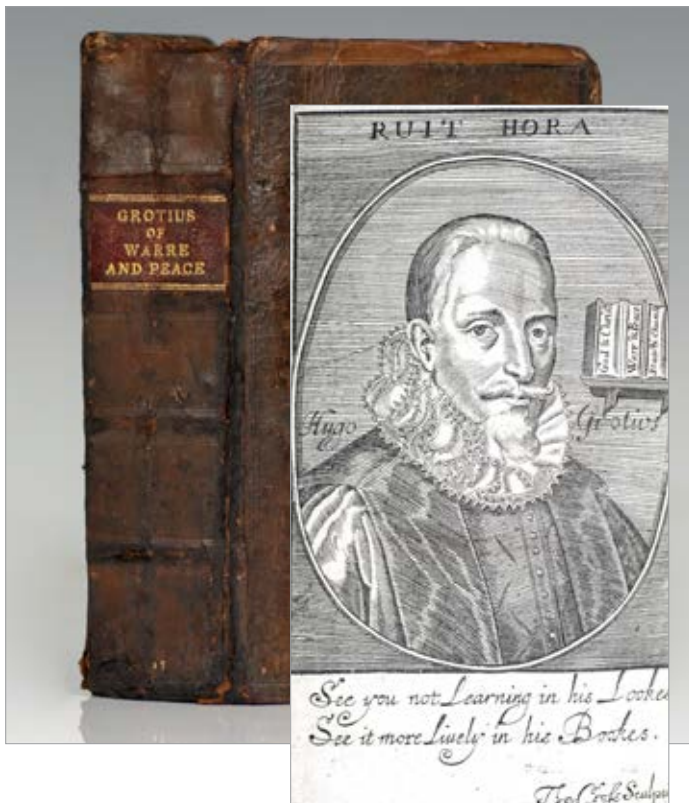 GROTIUS
OF
WARRE
AND PEACE
RUIT HORA
Hugo Grotius
See you not Learning in his Lookes
See it more Lively in his Bookes.